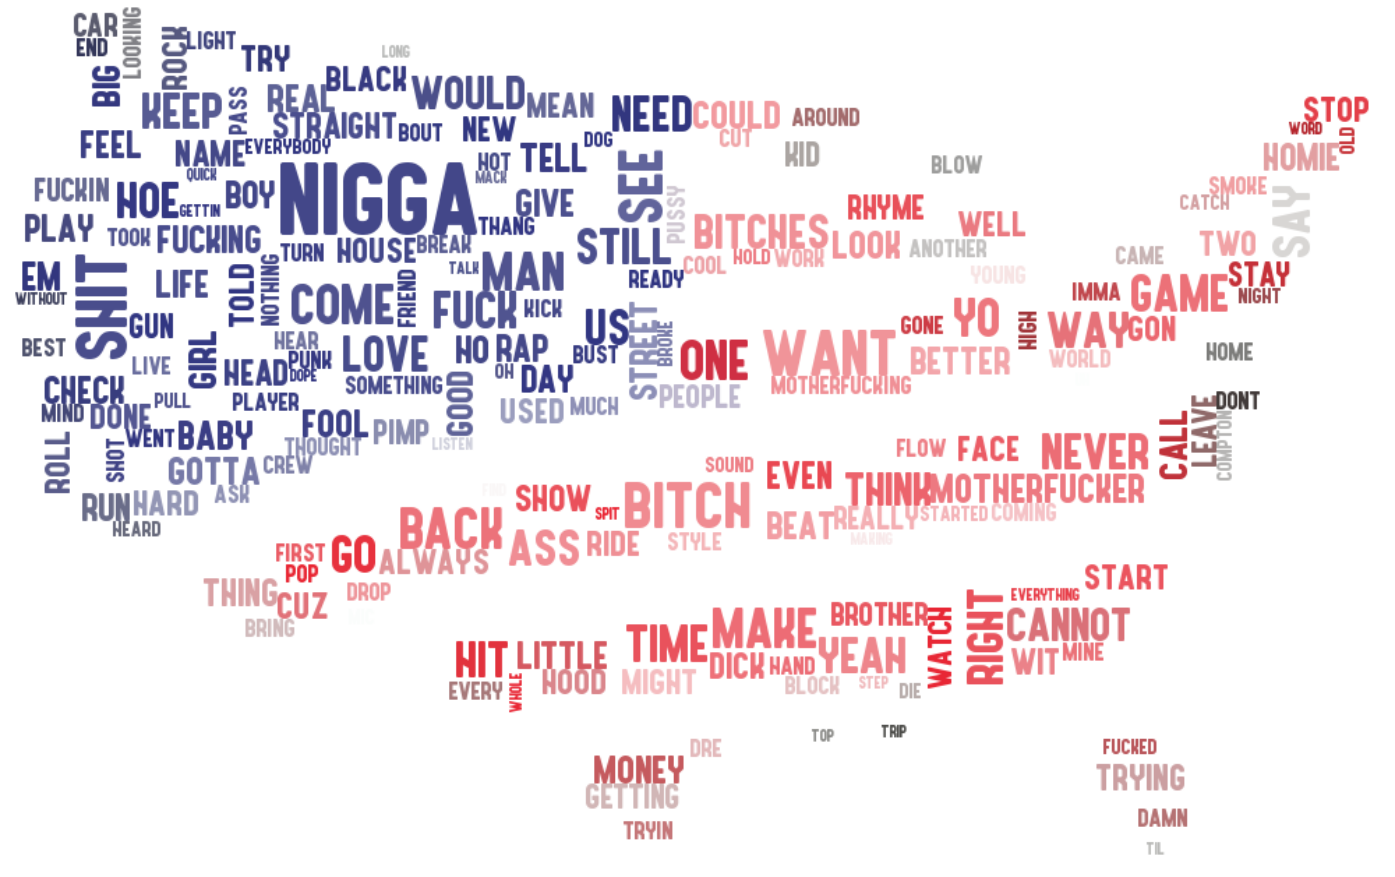 CAR
END
LOOKING
ROCK
LIGHT
TRY
LONG
BIG
KEEP
PASS
REAL
BLACK
WOULD
MEAN
NEED
COULD
AROUND
STOP
WORD
OLD
FEEL
NAME
EVERYBODY
STRAIGHT
BOUT
NEW
DOG
CUT
KID
BLOW
HOMIE
QUICK
HOT
MACK
TELL
SEE
PUSSY
SMOKE
CATCH
SAY
FUCKIN
HOE
GETTIN
BOY
NIGGA
THANG
GIVE
RHYME
WELL
PLAY
TOOK
FUCKING
TURN
HOUSE
BREAK
STILL
BITCHES
LOOK
ANOTHER
TWO
EM
WITHOUT
SHIT
LIFE
TOLD
NOTHING
TALK
MAN
READY
COOL
HOLD
WORK
YOUNG
CAME
STAY
NIGHT
COME
FRIEND
FUCK
KICK
IMMA
GAME
GUN
HEAR
US
STREET
BROKE
GONE
YO
HIGH
WAY
GON
BEST
LIVE
GIRL
HEAD
PUNK
DOPE
LOVE
HO
RAP
BUST
ONE
WANT
BETTER
WORLD
HOME
CHECK
SOMETHING
OH
DAY
MOTHERFUCKING
MIND
DONE
PULL
PLAYER
GOOD
USED
MUCH
PEOPLE
DONT
LEAVE
CALL
COMPTON
ROLL
SHOT
WENT
BABY
FOOL
THOUGHT
PIMP
LISTEN
FLOW
FACE
NEVER
GOTTA
CREW
SOUND
EVEN
THINK
MOTHERFUCKER
RUN
HARD
ASK
HEARD
SHOW
SPIT
BITCH
BEAT
REALLY
STARTED
COMING
MAKING
FIRST
POP
GO
BACK
ALWAYS
ASS
RIDE
STYLE
THING
CUZ
DROP
BRING
START
EVERYTHING
HIT
LITTLE
TIME
MAKE
BROTHER
WATCH
RIGHT
CANNOT
EVERY
WHOLE
HOOD
MIGHT
DICK
HAND
YEAH
WIT
MINE
BLOCK
STEP
DIE
TOP
TRIP
DRE
MONEY
GETTING
TRYIN
FUCKED
TRYING
DAMN
TIL